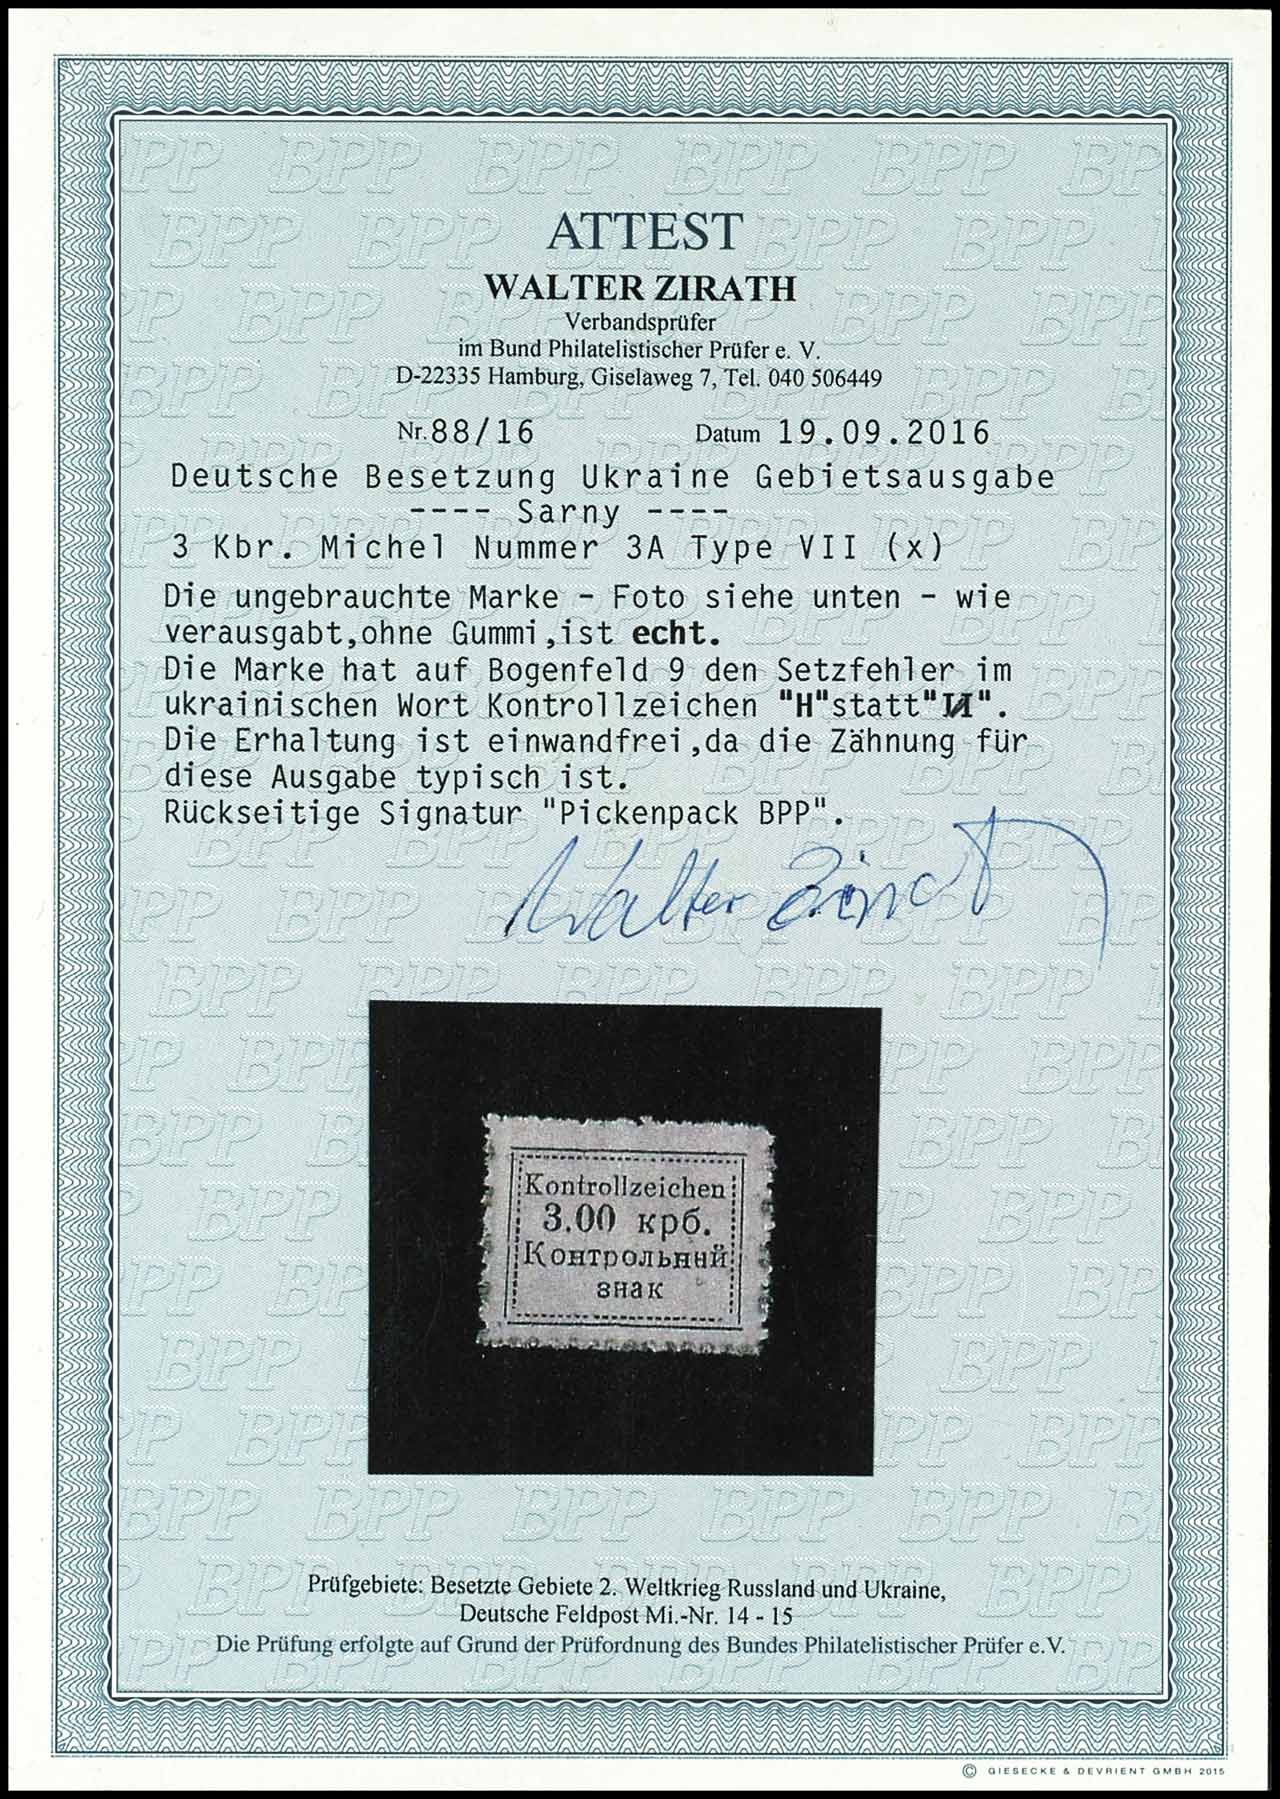 ATTEST
WALTER ZIRATH
Verbandsprüfer
im Bund Philatelistischer Prüfer e. V.
D-22335 Hamburg, Giselaweg 7, Tel. 040 506449
Nr. 88/16 Datum 19.09.2016
Deutsche Besetzung Ukraine Gebietsausgabe
---- Sarny ----
3 Kbr. Michel Nummer 3A Type VII (x)
Die ungebrauchte Marke - Foto siehe unten - wie
verausgabt,ohne Gummi,ist echt.
Die Marke hat auf Bogenfeld 9 den Setzfehler im
ukrainischen Wort Kontrollzeichen "H"statt"И".
Die Erhaltung ist einwandfrei,da die Zähnung für
diese Ausgabe typisch ist.
Rückseitige Signatur "Pickenpack BPP".
Walter Zirath
Kontrollzeichen
3.00 крб.
Контрольний
знак
Prüfgebiete: Besetzte Gebiete 2. Weltkrieg Russland und Ukraine,
Deutsche Feldpost Mi.-Nr. 14 - 15
Die Prüfung erfolgte auf Grund der Prüfordnung des Bundes Philatelistischer Prüfer e.V.
© GIESECKE & DEVRIENT GMBH 2015